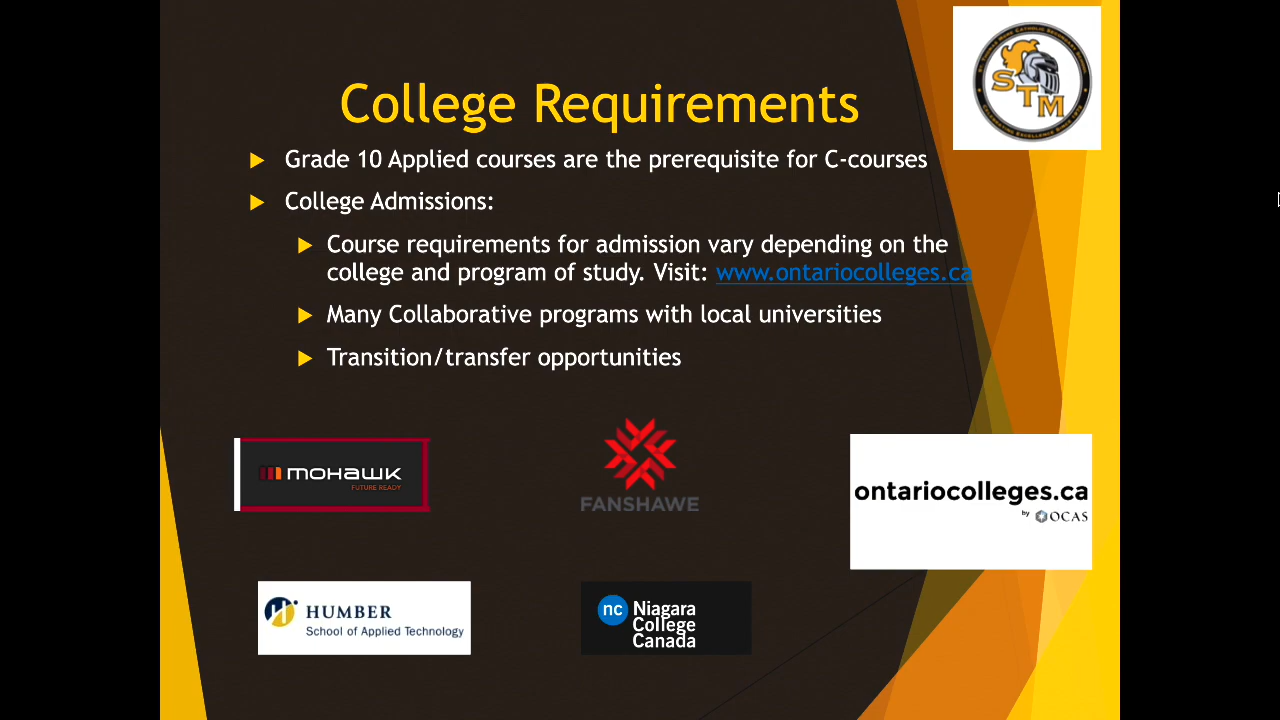 College Requirements
Grade 10 Applied courses are the prerequisite for C-courses
College Admissions:
Course requirements for admission vary depending on the
college and program of study. Visit: www.ontariocolleges.ca
Many Collaborative programs with local universities
Transition/transfer opportunities
STM
mohawk
FUTURE READY
FANSHAWE
ontariocolleges.ca
by OCAS
HUMBER
School of Applied Technology
nc
Niagara
College
Canada